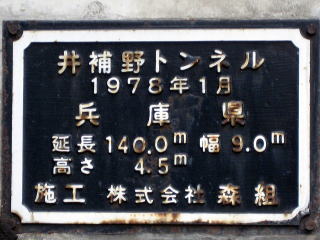 井補野トンネル
1978年1月
兵庫県
延長 140.0m 幅 9.0m
高さ 4.5m
施工 株式会社 森組